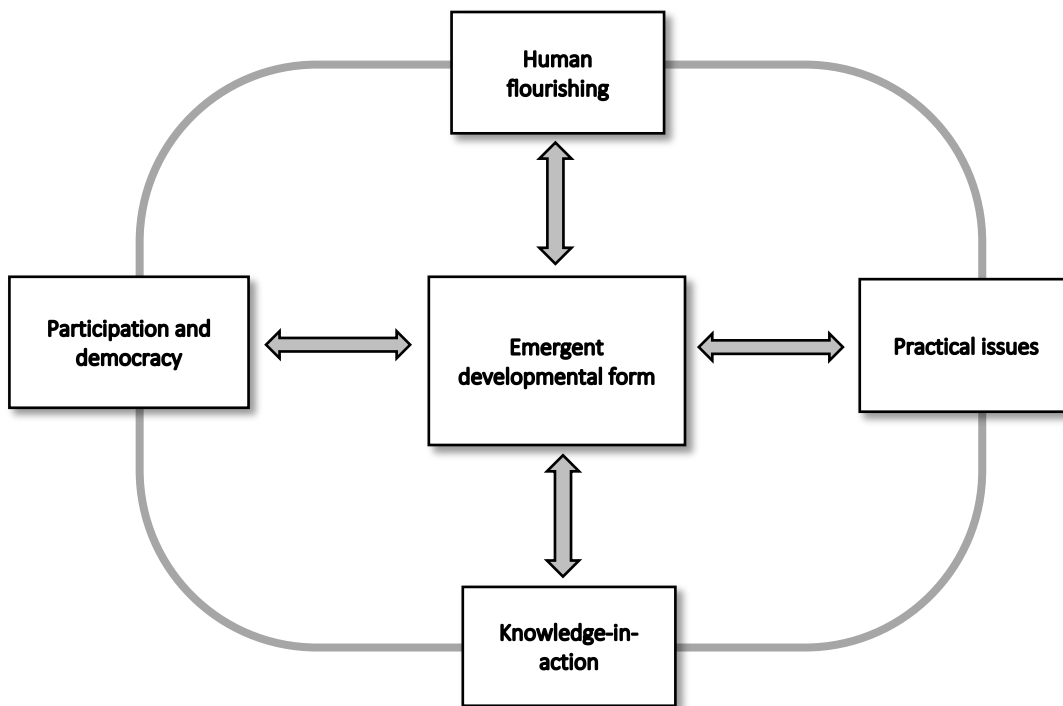 Human
flourishing
Participation and
democracy
Emergent
developmental form
Practical issues
Knowledge-in-
action